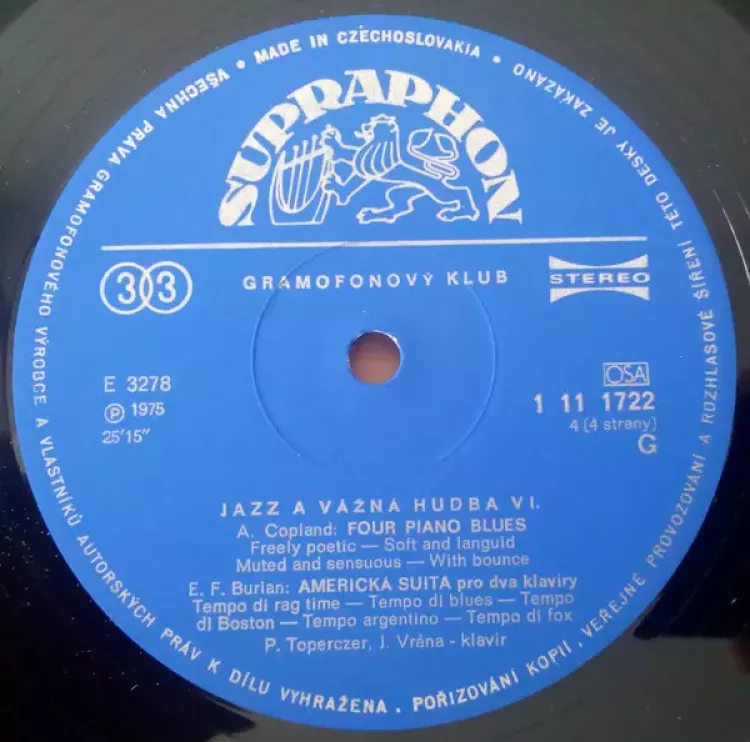 VŠECHNA PRÁVA GRAMOFONOVÉHO VÝROBCE A VLASTNÍKŮ AUTORSKÝCH PRÁV K DÍLU VYHRAŽENA. POŘIZOVÁNÍ KOPIÍ, VEŘEJNÉ PROVOZOVÁNÍ A ROZHLASOVÉ ŠÍŘENÍ TÉTO DESKY JE ZAKÁZÁNO
• MADE IN CZECHOSLOVAKIA •
SUPRAPHON
33
GRAMOFONOVÝ KLUB
STEREO
E 3278
Ⓟ 1975
25'15"
OSA
1 11 1722
4 (4 strany)
G
JAZZ A VÁŽNÁ HUDBA VI.
A. Copland: FOUR PIANO BLUES
Freely poetic — Soft and languid
Muted and sensuous — With bounce
E. F. Burian: AMERICKÁ SUITA pro dva klavíry
Tempo di rag time — Tempo di blues — Tempo
di Boston — Tempo argentino — Tempo di fox
P. Toperczer, J. Vrána - klavír